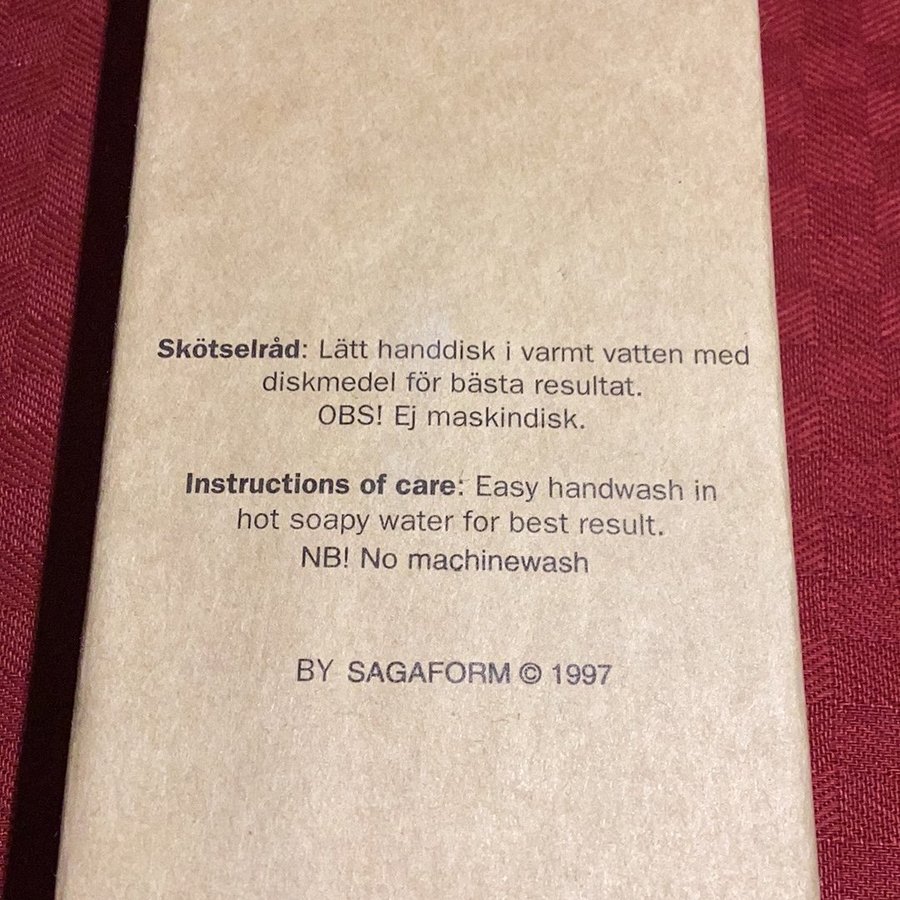 Skötselråd: Lätt handdisk i varmt vatten med
diskmedel för bästa resultat.
OBS! Ej maskindisk.
Instructions of care: Easy handwash in
hot soapy water for best result.
NB! No machinewash
BY SAGAFORM © 1997